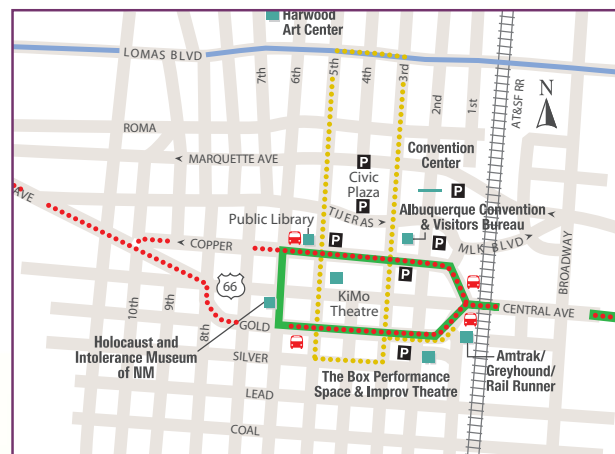 Harwood
Art Center
LOMAS BLVD
7th
6th
5th
4th
3rd
2nd
1st
AT&SF RR
N
ROMA
MARQUETTE AVE
P
Convention
Center
Civic
Plaza
P
P
AVE
TIJERAS
Albuquerque Convention
& Visitors Bureau
Public Library
P
P
MLK BLVD
BROADWAY
COPPER
P
66
KiMo
Theatre
CENTRAL AVE
10th
9th
8th
GOLD
Holocaust and
Intolerance Museum
of NM
SILVER
P
Amtrak/
Greyhound/
Rail Runner
The Box Performance
Space & Improv Theatre
LEAD
COAL